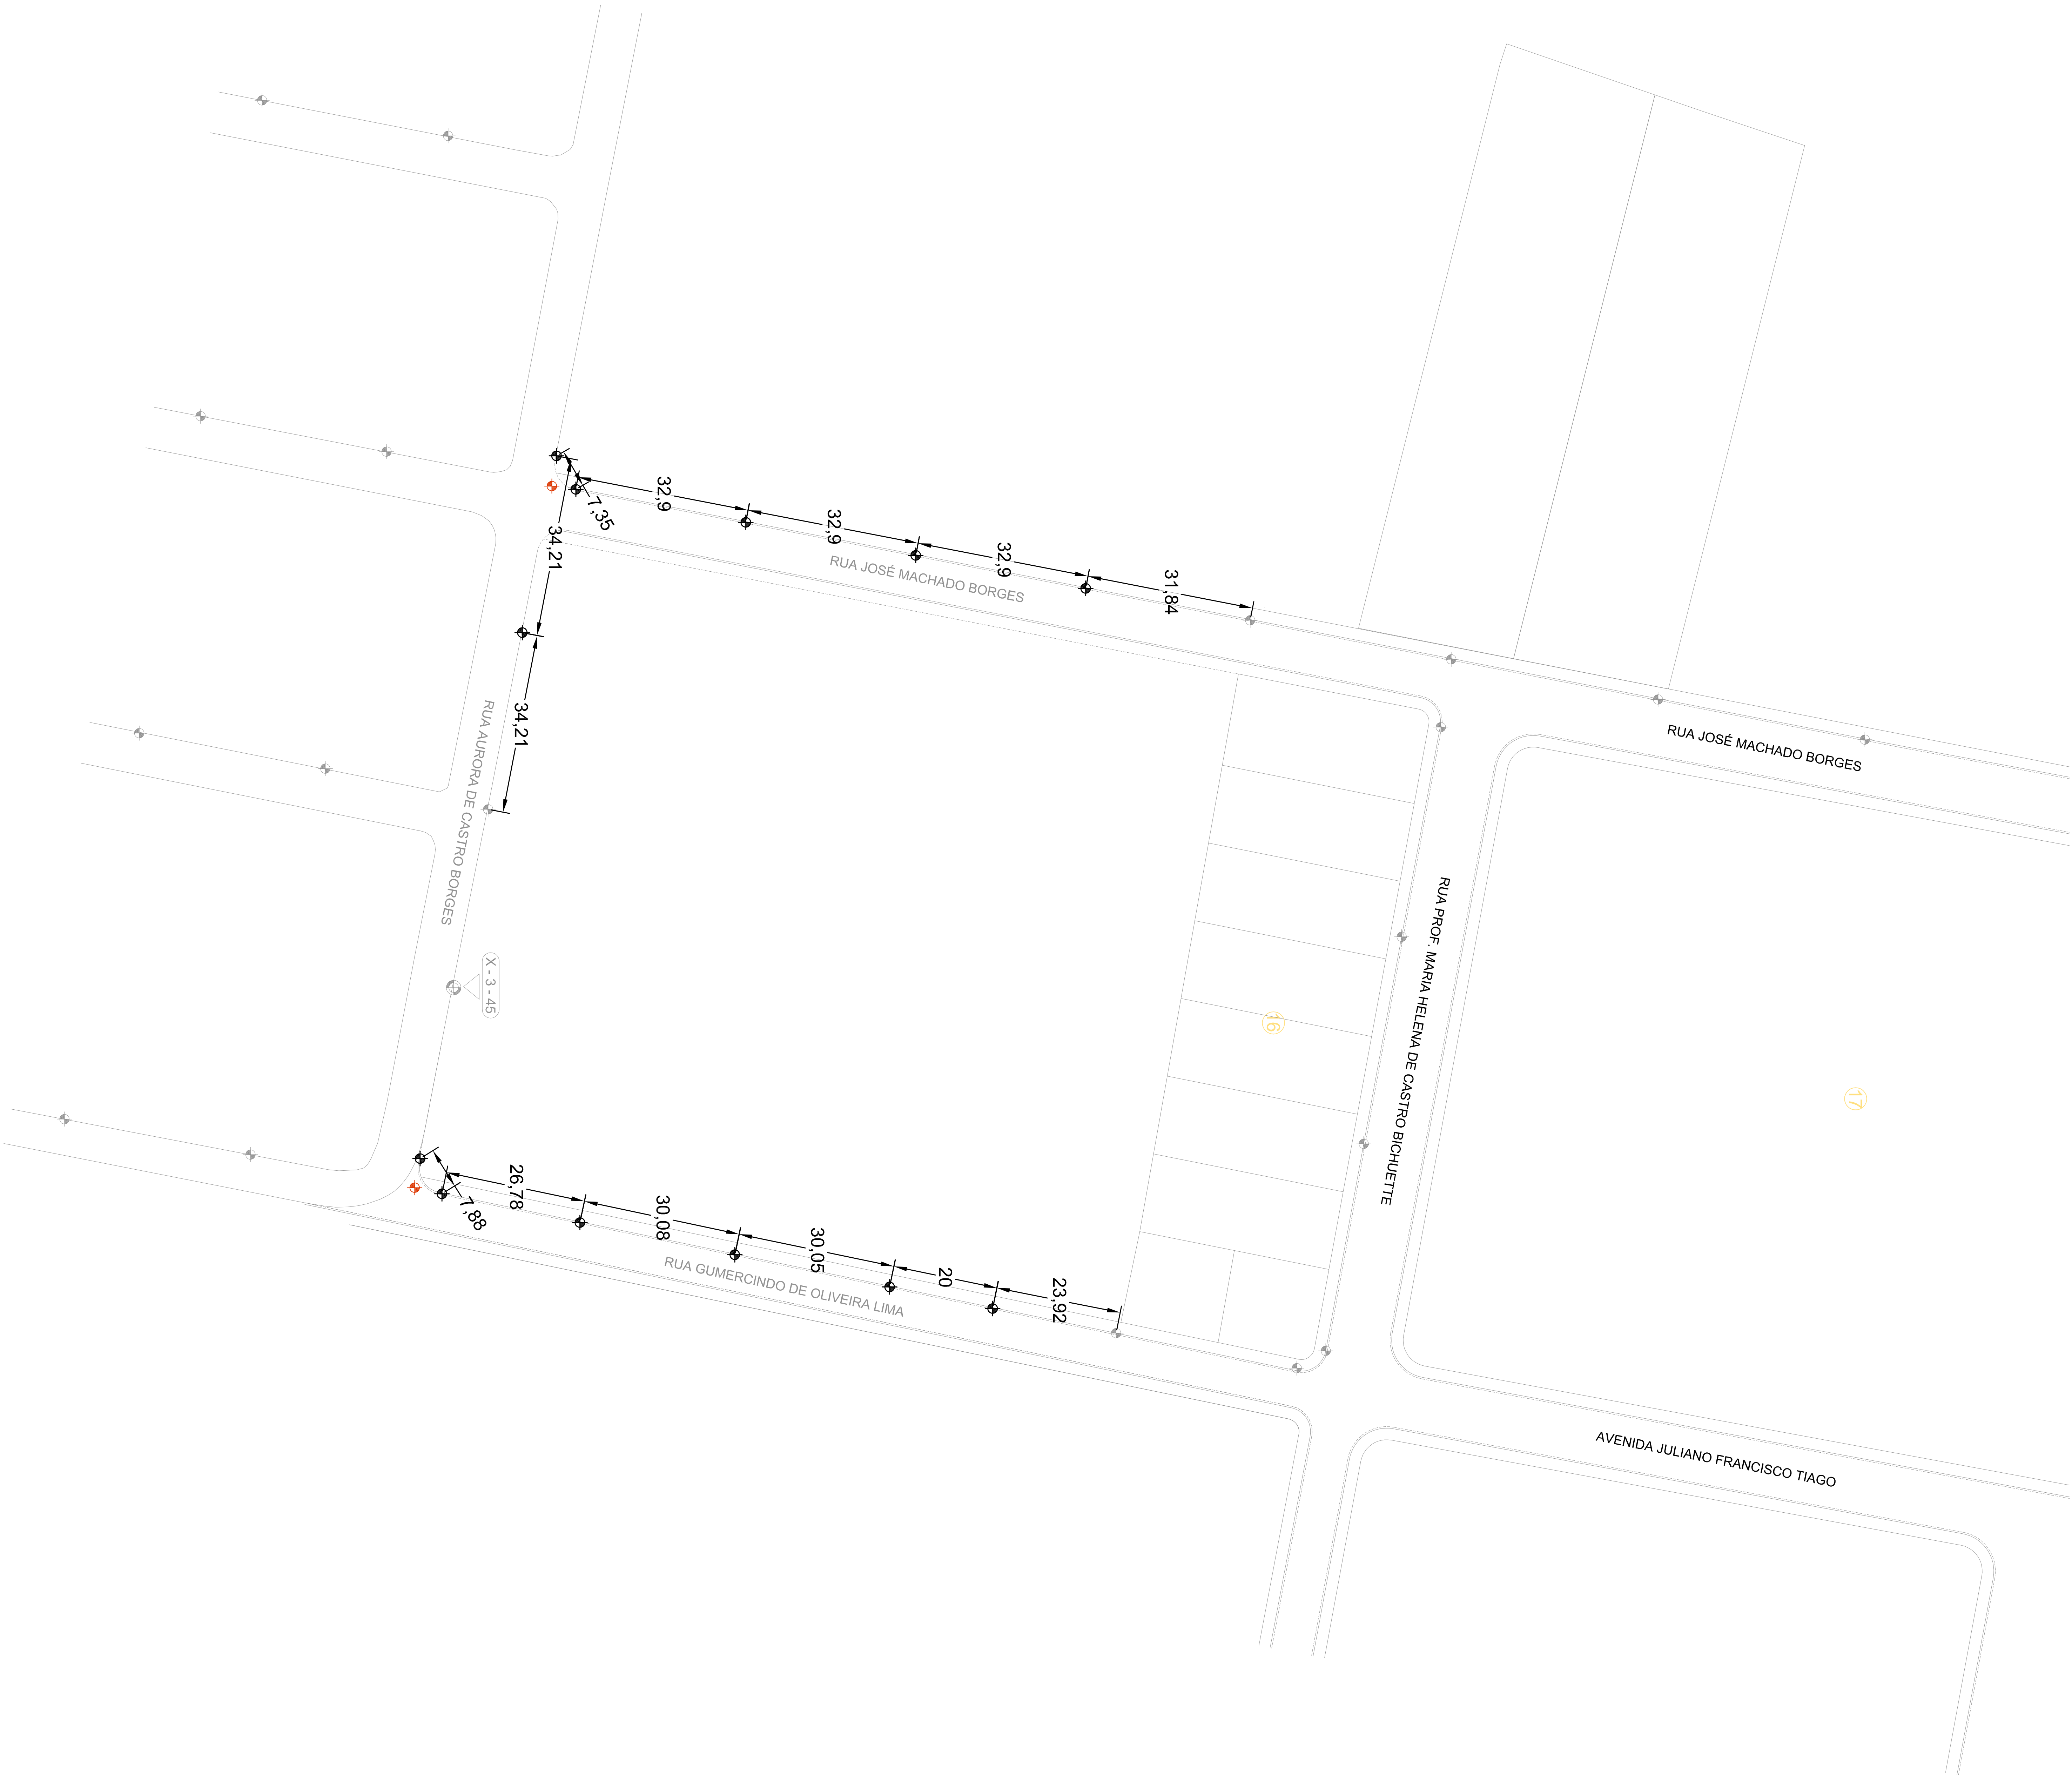 32,9
7,35
32,9
32,9
31,84
34,21
RUA JOSÉ MACHADO BORGES
34,21
RUA AURORA DE CASTRO BORGES
RUA JOSÉ MACHADO BORGES
RUA PROF. MARIA HELENA DE CASTRO BICHUETTE
X - 3 - 45
16
17
26,78
7,88
30,08
30,05
20
23,92
RUA GUMERCINDO DE OLIVEIRA LIMA
AVENIDA JULIANO FRANCISCO TIAGO